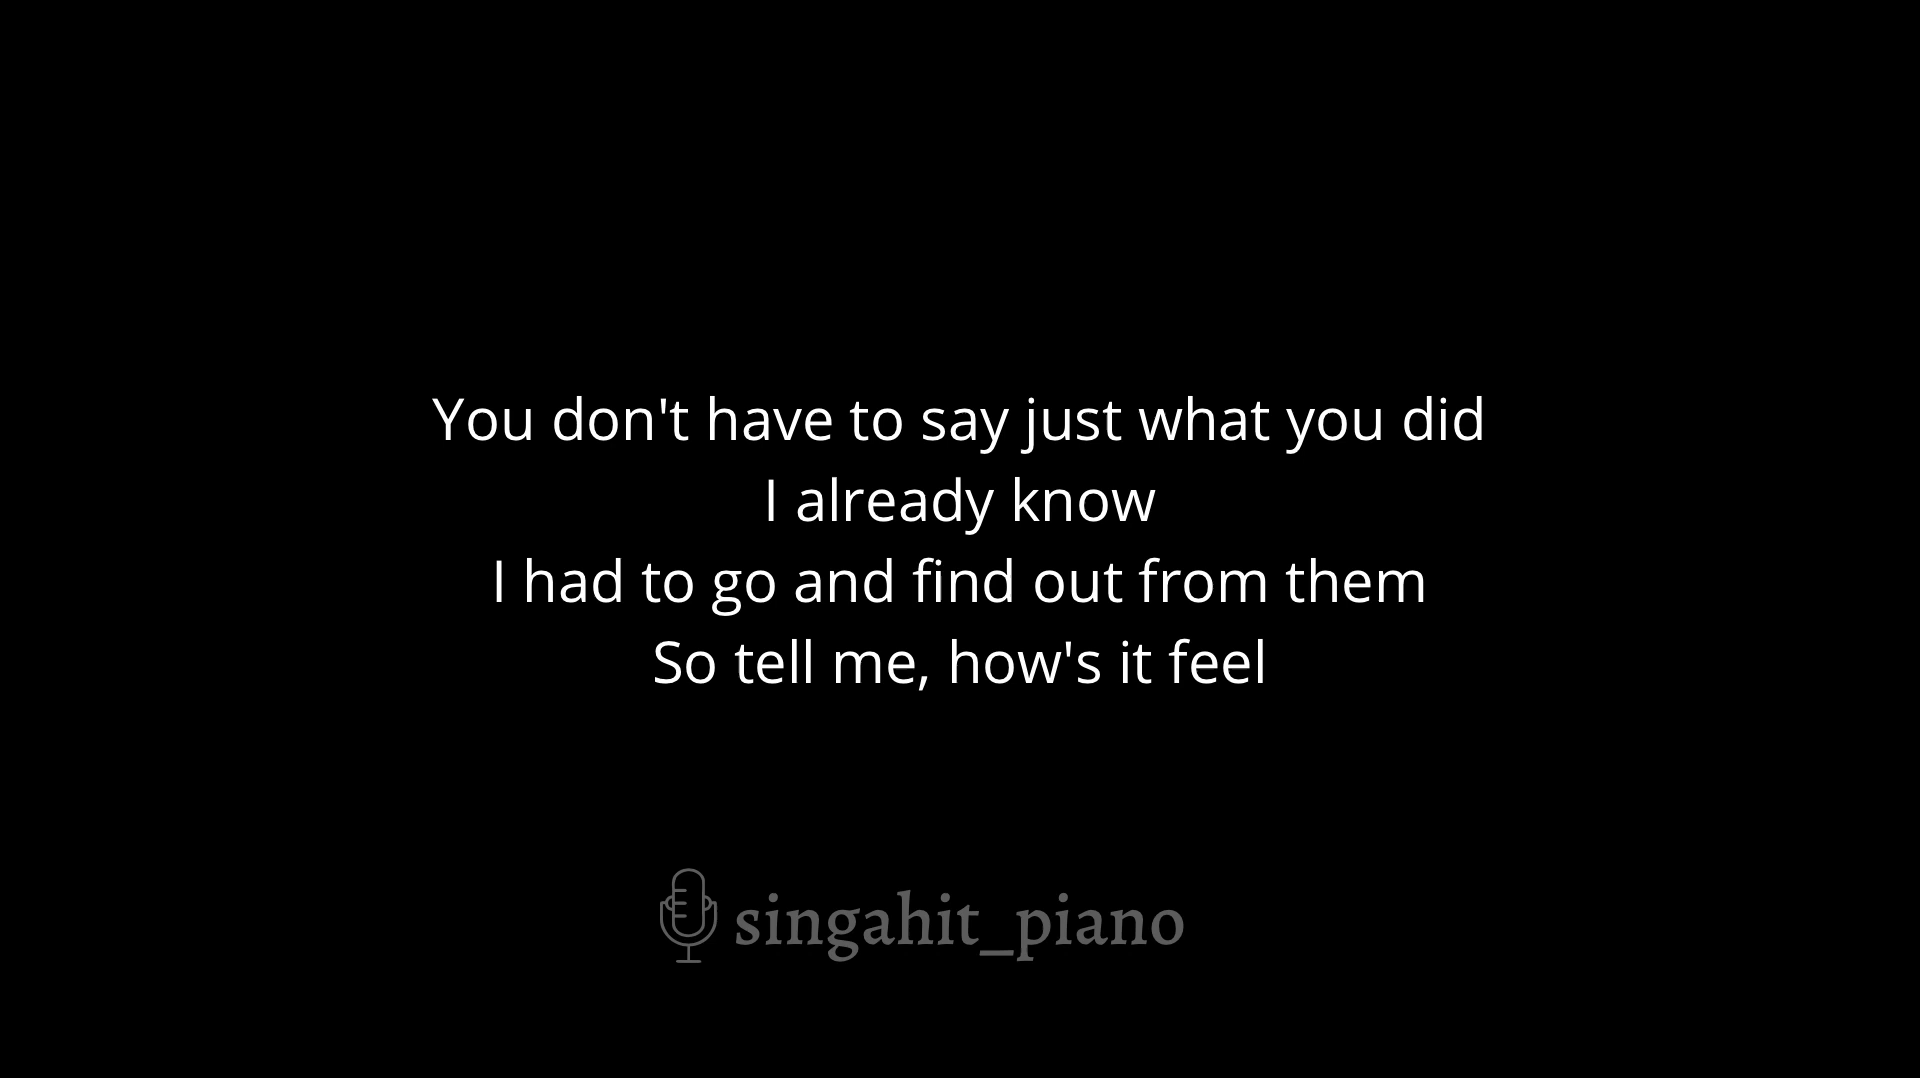 You don't have to say just what you did
I already know
I had to go and find out from them
So tell me, how's it feel
singahit_piano